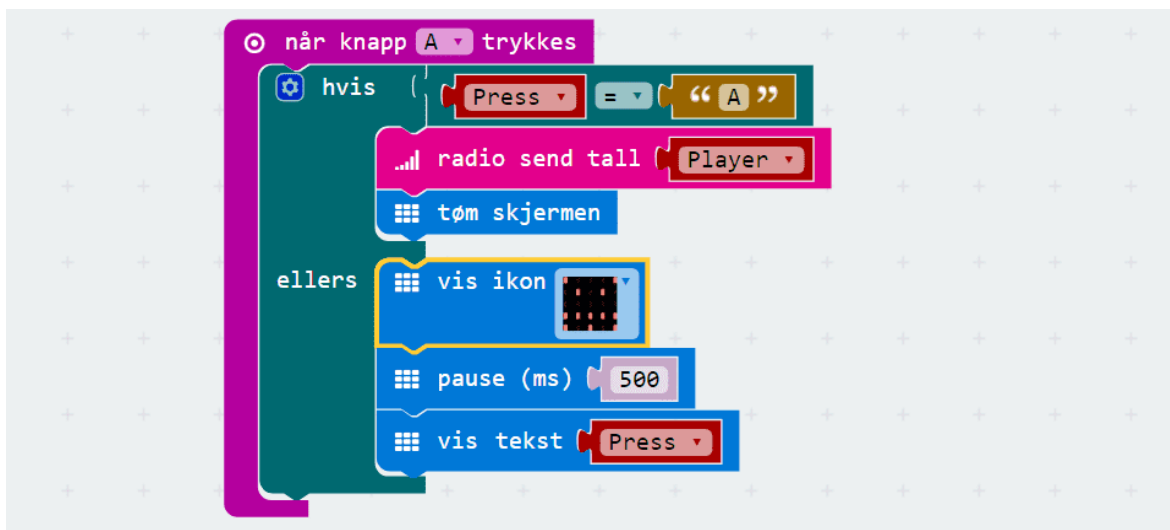 når knapp A trykkes
hvis Press = “ A ”
radio send tall Player
tøm skjermen
ellers vis ikon
pause (ms) 500
vis tekst Press